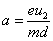 a = eu₂/md